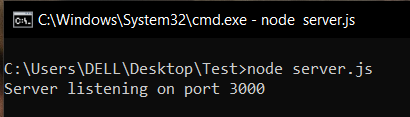 C:\Windows\System32\cmd.exe - node  server.js
C:\Users\DELL\Desktop\Test>node server.js
Server listening on port 3000